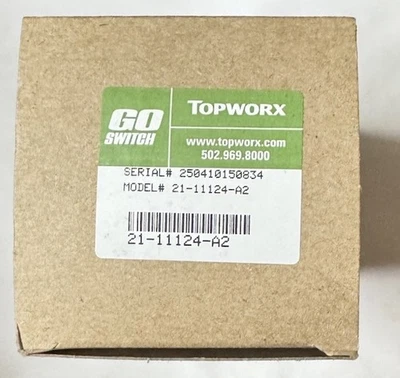 GO
SWITCH
TOPWORX
www.topworx.com
502.969.8000
SERIAL# 250410150834
MODEL# 21-11124-A2
21-11124-A2